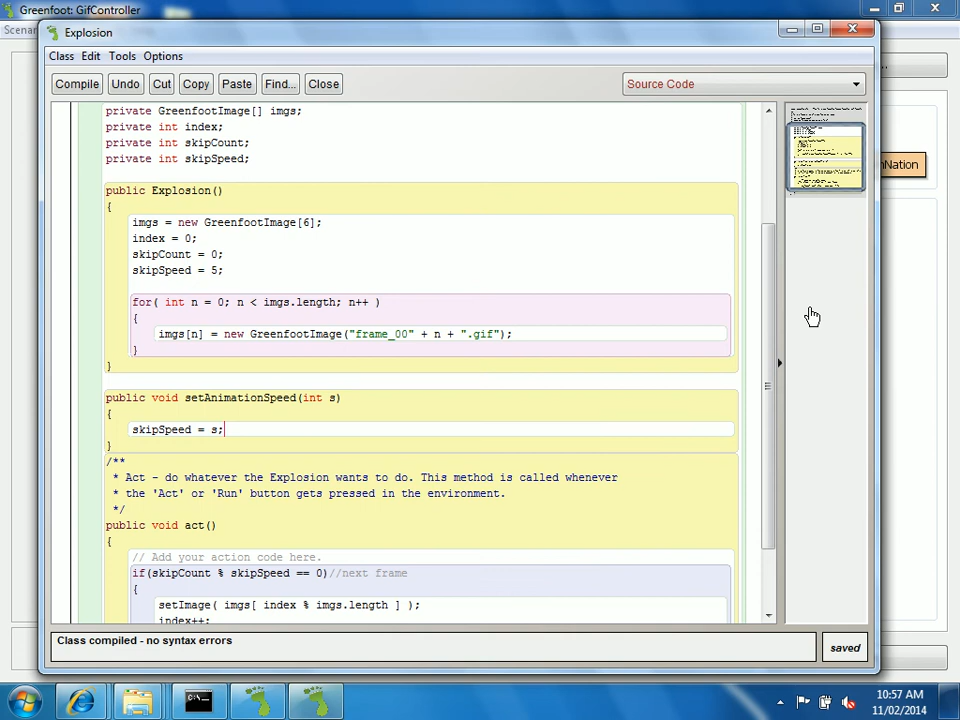 Greenfoot: GifController
Scenar
Explosion
Class Edit Tools Options
Compile Undo Cut Copy Paste Find... Close Source Code
private GreenfootImage[] imgs;
private int index;
private int skipCount;
private int skipSpeed;
nNation
public Explosion()
{
imgs = new GreenfootImage[6];
index = 0;
skipCount = 0;
skipSpeed = 5;
for( int n = 0; n < imgs.length; n++ )
{
imgs[n] = new GreenfootImage("frame_00" + n + ".gif");
}
}
public void setAnimationSpeed(int s)
{
skipSpeed = s;
}
/**
* Act - do whatever the Explosion wants to do. This method is called whenever
* the 'Act' or 'Run' button gets pressed in the environment.
*/
public void act()
{
// Add your action code here.
if(skipCount % skipSpeed == 0)//next frame
{
setImage( imgs[ index % imgs.length ] );
index++;
Class compiled - no syntax errors
saved
10:57 AM
11/02/2014